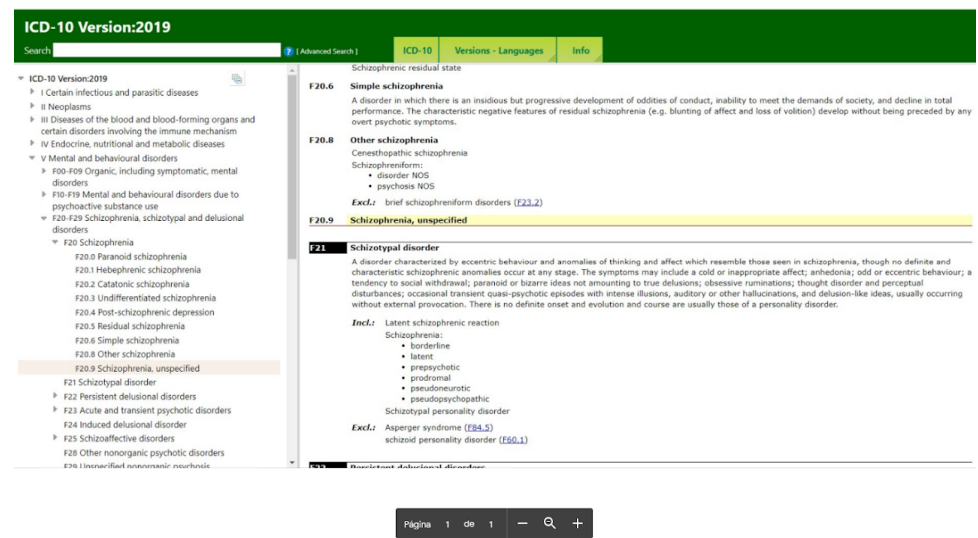 ICD-10 Version:2019
Search
? [ Advanced Search ]
ICD-10
Versions - Languages
Info
ICD-10 Version:2019
I Certain infectious and parasitic diseases
II Neoplasms
III Diseases of the blood and blood-forming organs and
certain disorders involving the immune mechanism
IV Endocrine, nutritional and metabolic diseases
V Mental and behavioural disorders
F00-F09 Organic, including symptomatic, mental
disorders
F10-F19 Mental and behavioural disorders due to
psychoactive substance use
F20-F29 Schizophrenia, schizotypal and delusional
disorders
F20 Schizophrenia
F20.0 Paranoid schizophrenia
F20.1 Hebephrenic schizophrenia
F20.2 Catatonic schizophrenia
F20.3 Undifferentiated schizophrenia
F20.4 Post-schizophrenic depression
F20.5 Residual schizophrenia
F20.6 Simple schizophrenia
F20.8 Other schizophrenia
F20.9 Schizophrenia, unspecified
F21 Schizotypal disorder
F22 Persistent delusional disorders
F23 Acute and transient psychotic disorders
F24 Induced delusional disorder
F25 Schizoaffective disorders
F28 Other nonorganic psychotic disorders
F29 Unspecified nonorganic psychosis
Schizophrenic residual state
F20.6 Simple schizophrenia
A disorder in which there is an insidious but progressive development of oddities of conduct, inability to meet the demands of society, and decline in total
performance. The characteristic negative features of residual schizophrenia (e.g. blunting of affect and loss of volition) develop without being preceded by any
overt psychotic symptoms.
F20.8 Other schizophrenia
Cenesthopathic schizophrenia
Schizophreniform:
• disorder NOS
• psychosis NOS
Excl.: brief schizophreniform disorders (F23.2)
F20.9 Schizophrenia, unspecified
F21 Schizotypal disorder
A disorder characterized by eccentric behaviour and anomalies of thinking and affect which resemble those seen in schizophrenia, though no definite and
characteristic schizophrenic anomalies occur at any stage. The symptoms may include a cold or inappropriate affect; anhedonia; odd or eccentric behaviour; a
tendency to social withdrawal; paranoid or bizarre ideas not amounting to true delusions; obsessive ruminations; thought disorder and perceptual
disturbances; occasional transient quasi-psychotic episodes with intense illusions, auditory or other hallucinations, and delusion-like ideas, usually occurring
without external provocation. There is no definite onset and evolution and course are usually those of a personality disorder.
Incl.: Latent schizophrenic reaction
Schizophrenia:
• borderline
• latent
• prepsychotic
• prodromal
• pseudoneurotic
• pseudopsychopathic
Schizotypal personality disorder
Excl.: Asperger syndrome (F84.5)
schizoid personality disorder (F60.1)
F22 Persistent delusional disorders
Página 1 de 1